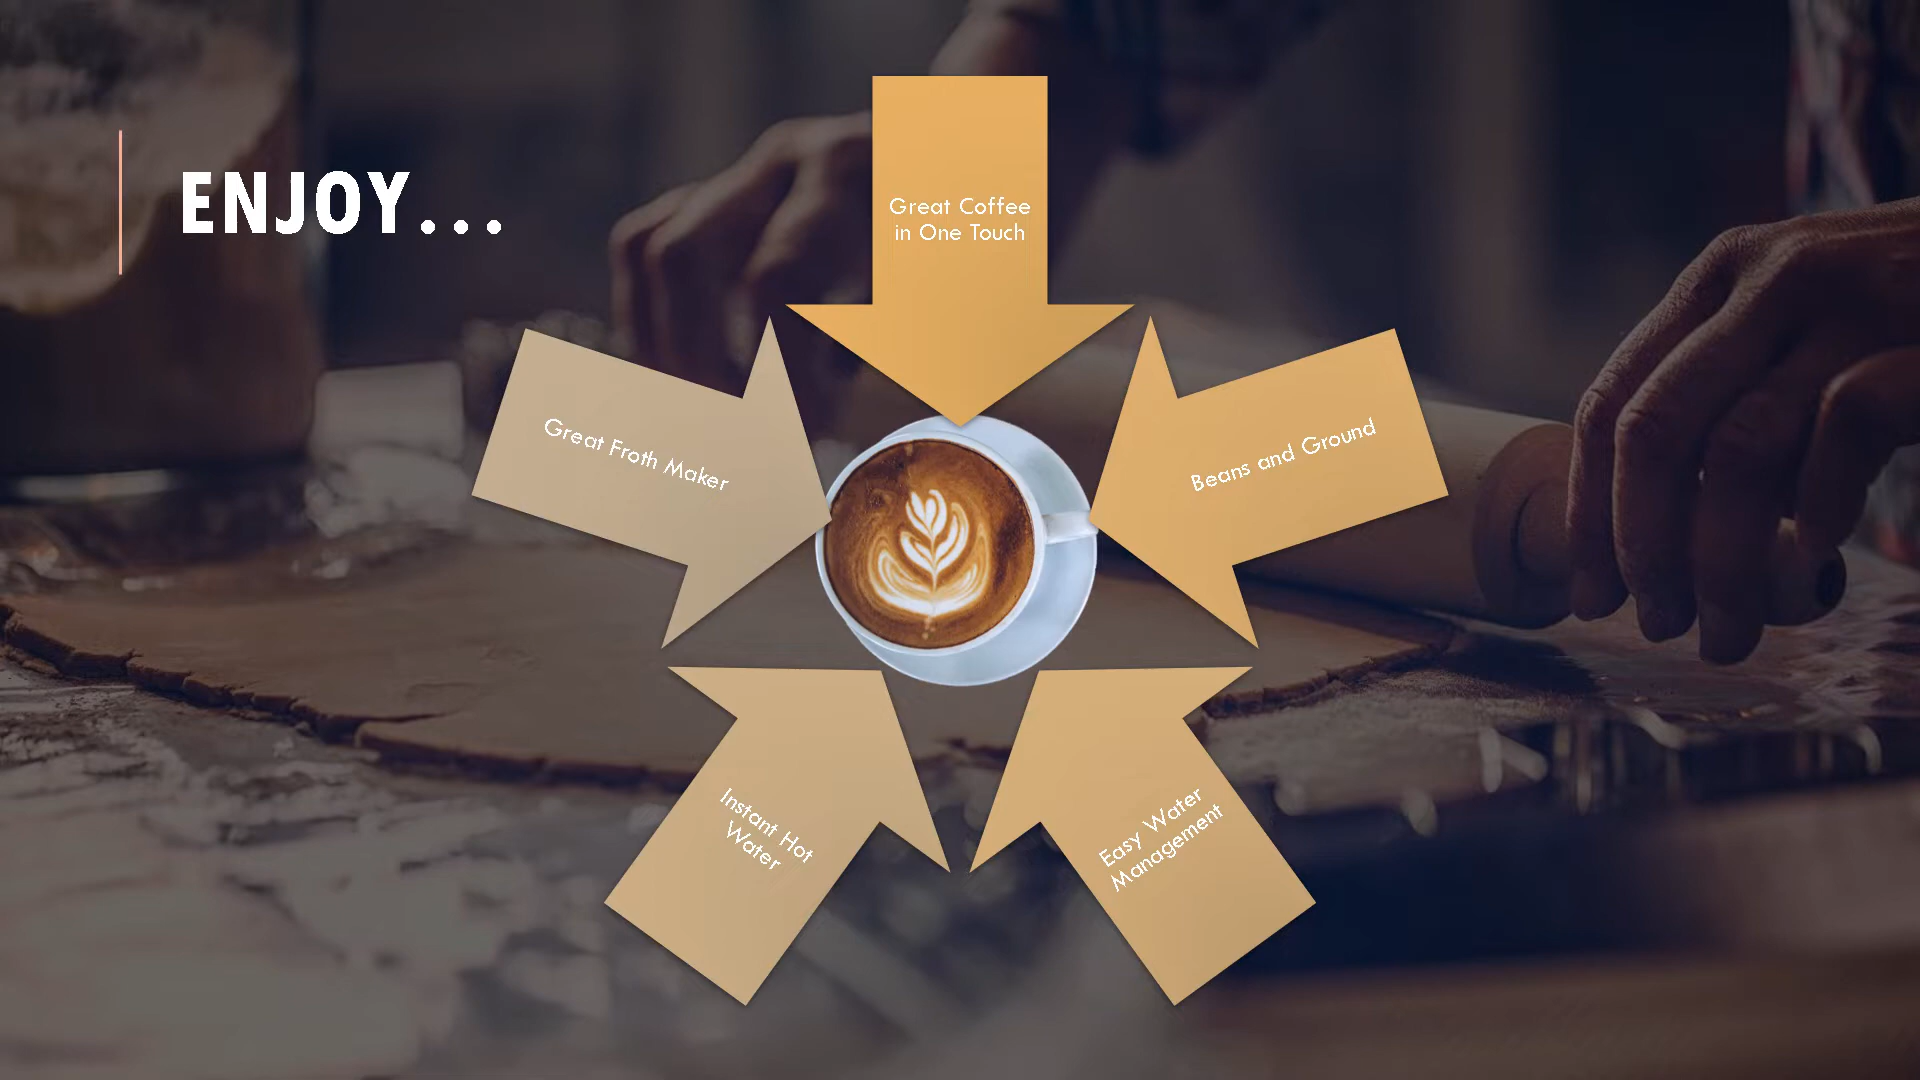 ENJOY...
Great Coffee
in One Touch
Beans and Ground
Easy Water
Management
Instant Hot
Water
Great Froth Maker